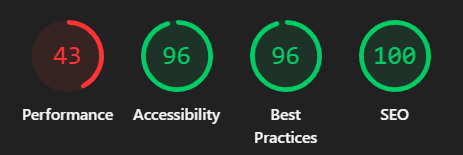 43
96
96
100
Performance
Accessibility
Best
Practices
SEO